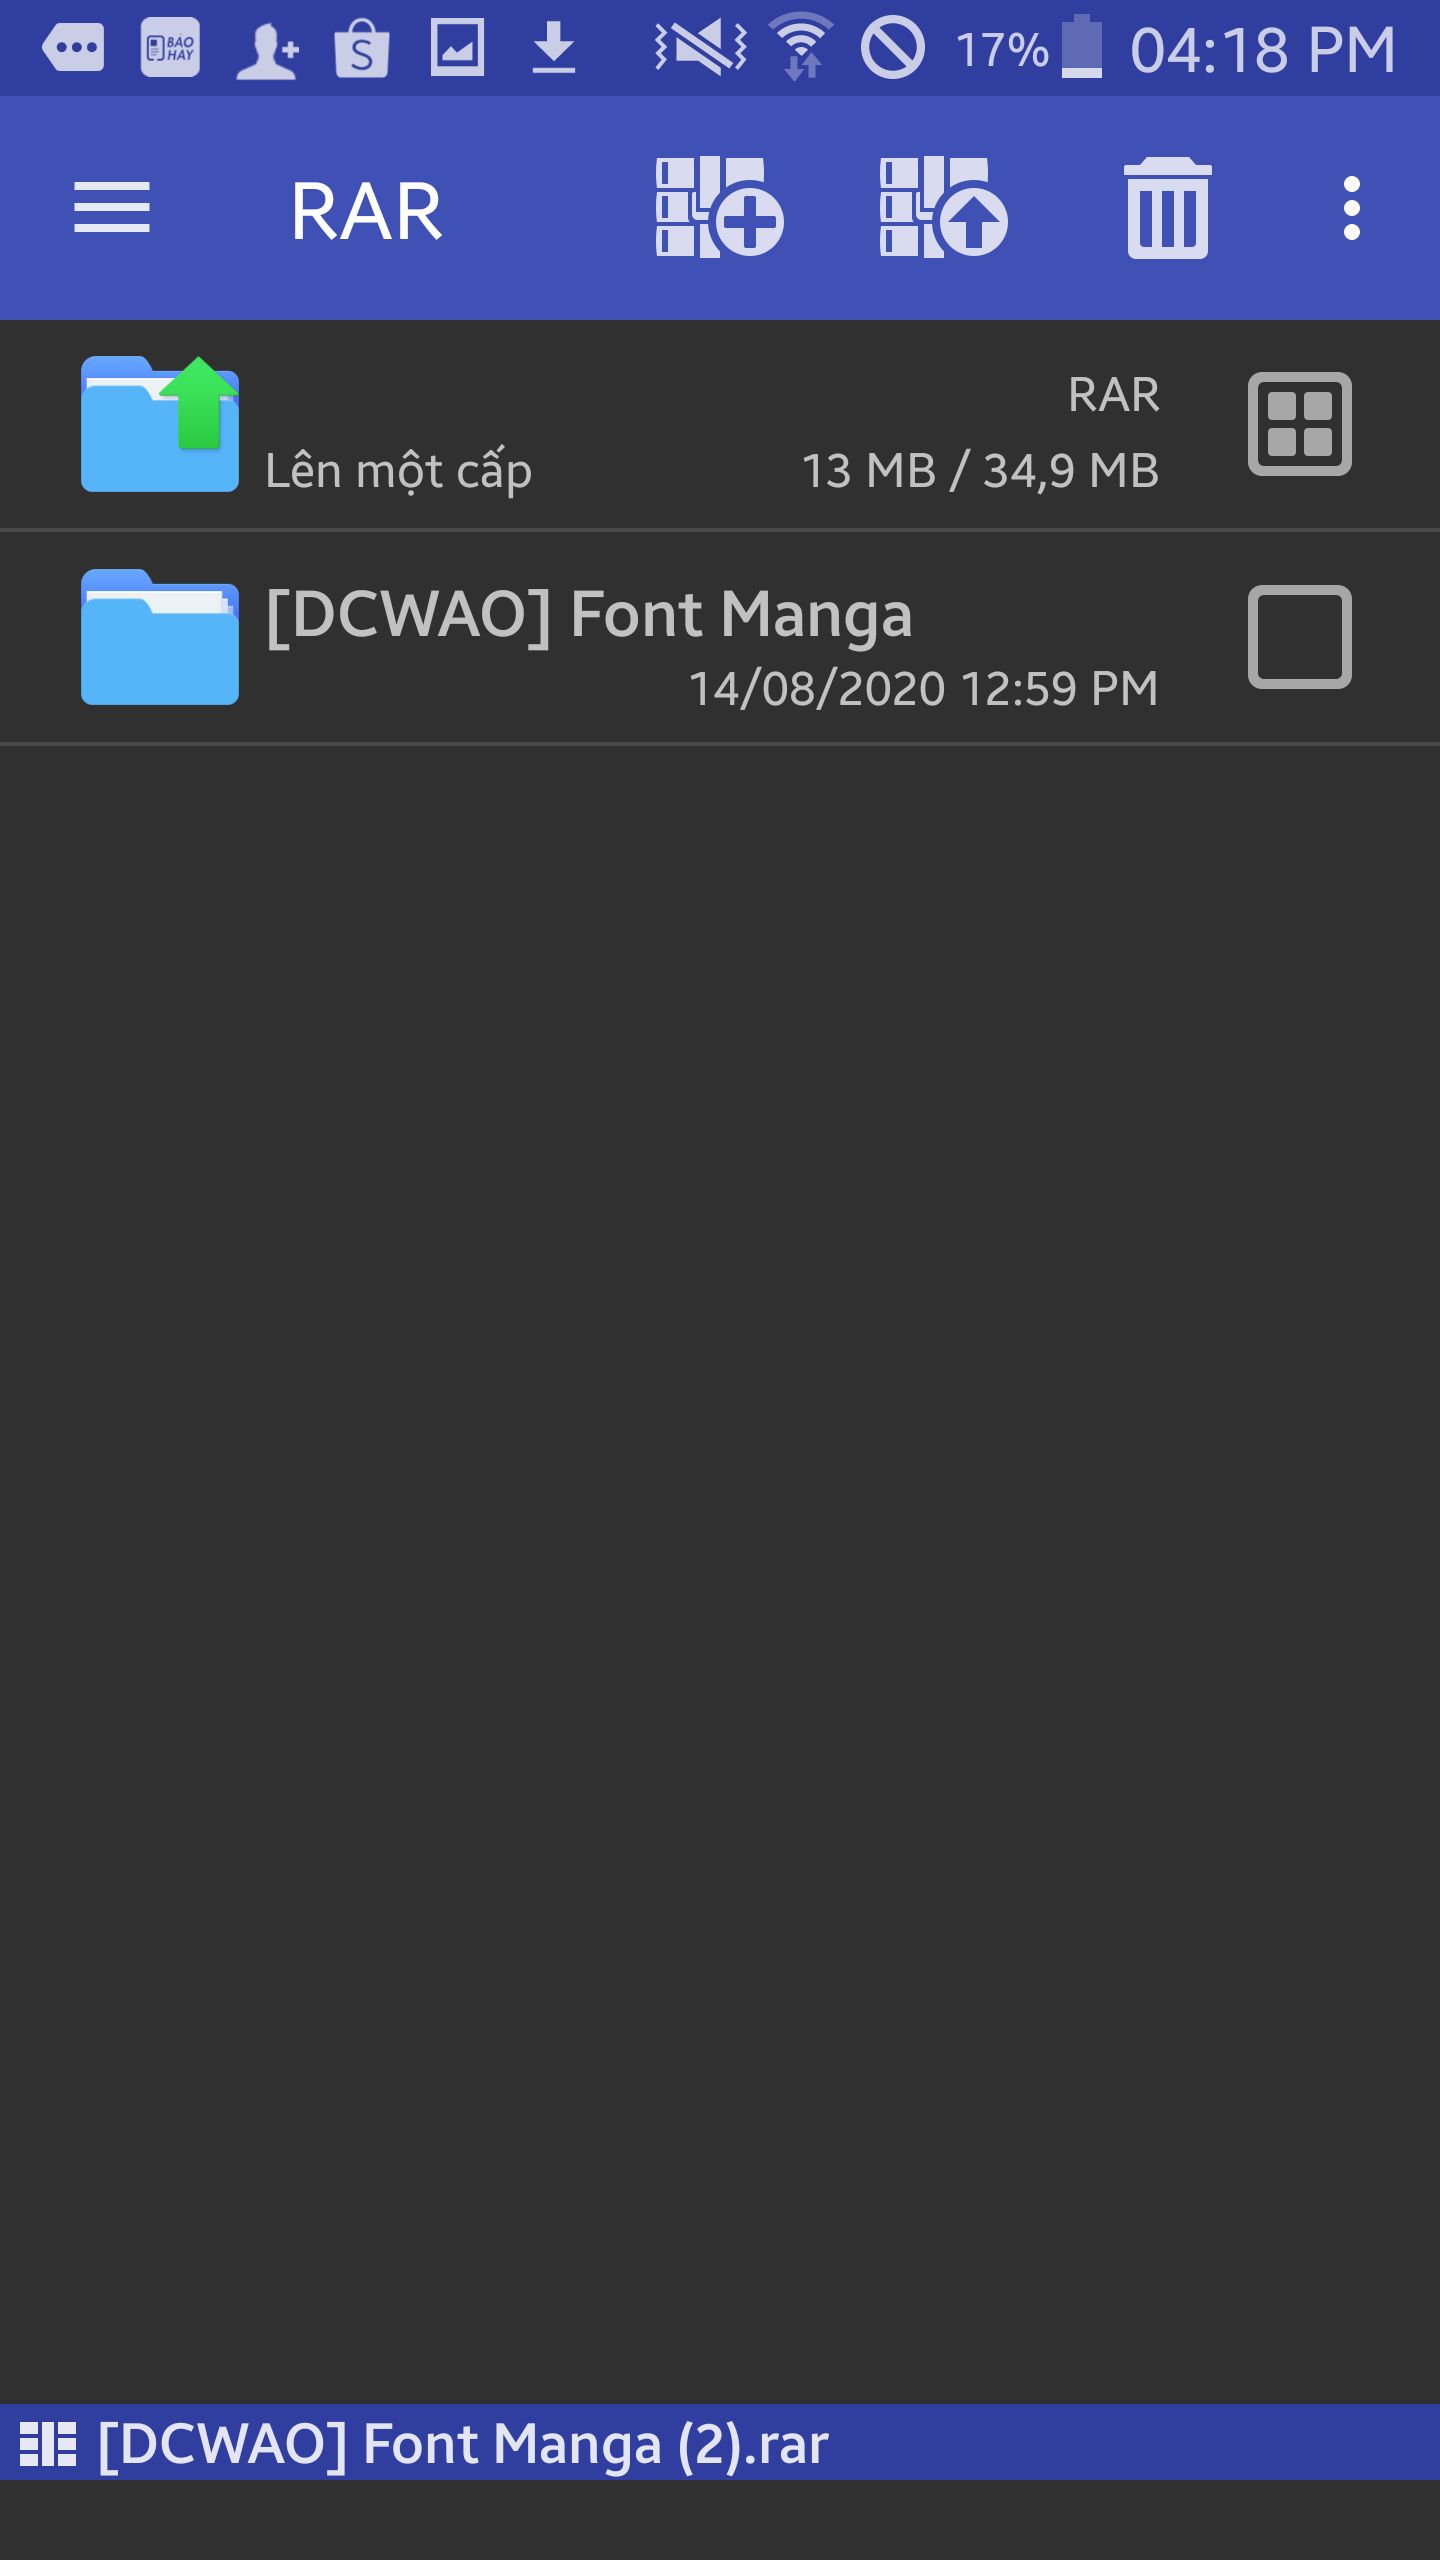 BÁO HAY
S
17% 04:18 PM
RAR
RAR
Lên một cấp 13 MB / 34,9 MB
[DCWAO] Font Manga
14/08/2020 12:59 PM
[DCWAO] Font Manga (2).rar